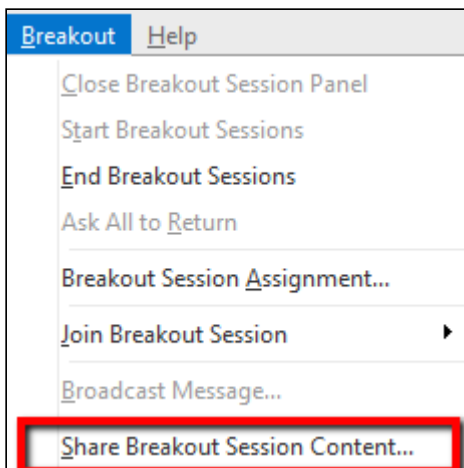 Breakout Help
Close Breakout Session Panel
Start Breakout Sessions
End Breakout Sessions
Ask All to Return
Breakout Session Assignment...
Join Breakout Session
Broadcast Message...
Share Breakout Session Content...